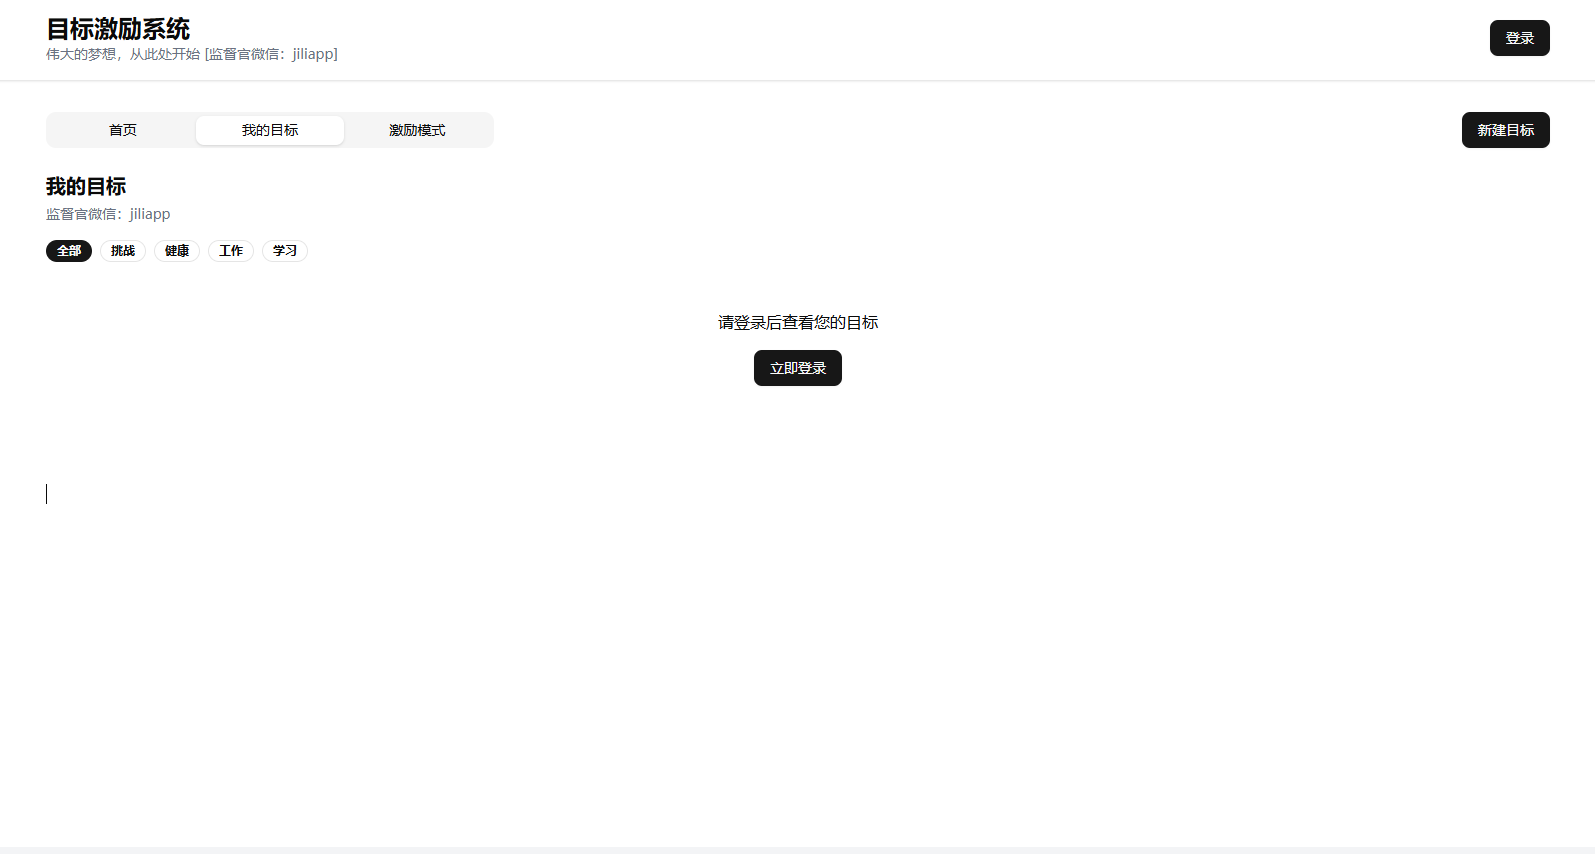 目标激励系统
伟大的梦想，从此处开始 [监督官微信：jiliapp]
登录
首页
我的目标
激励模式
新建目标
我的目标
监督官微信：jiliapp
全部
挑战
健康
工作
学习
请登录后查看您的目标
立即登录